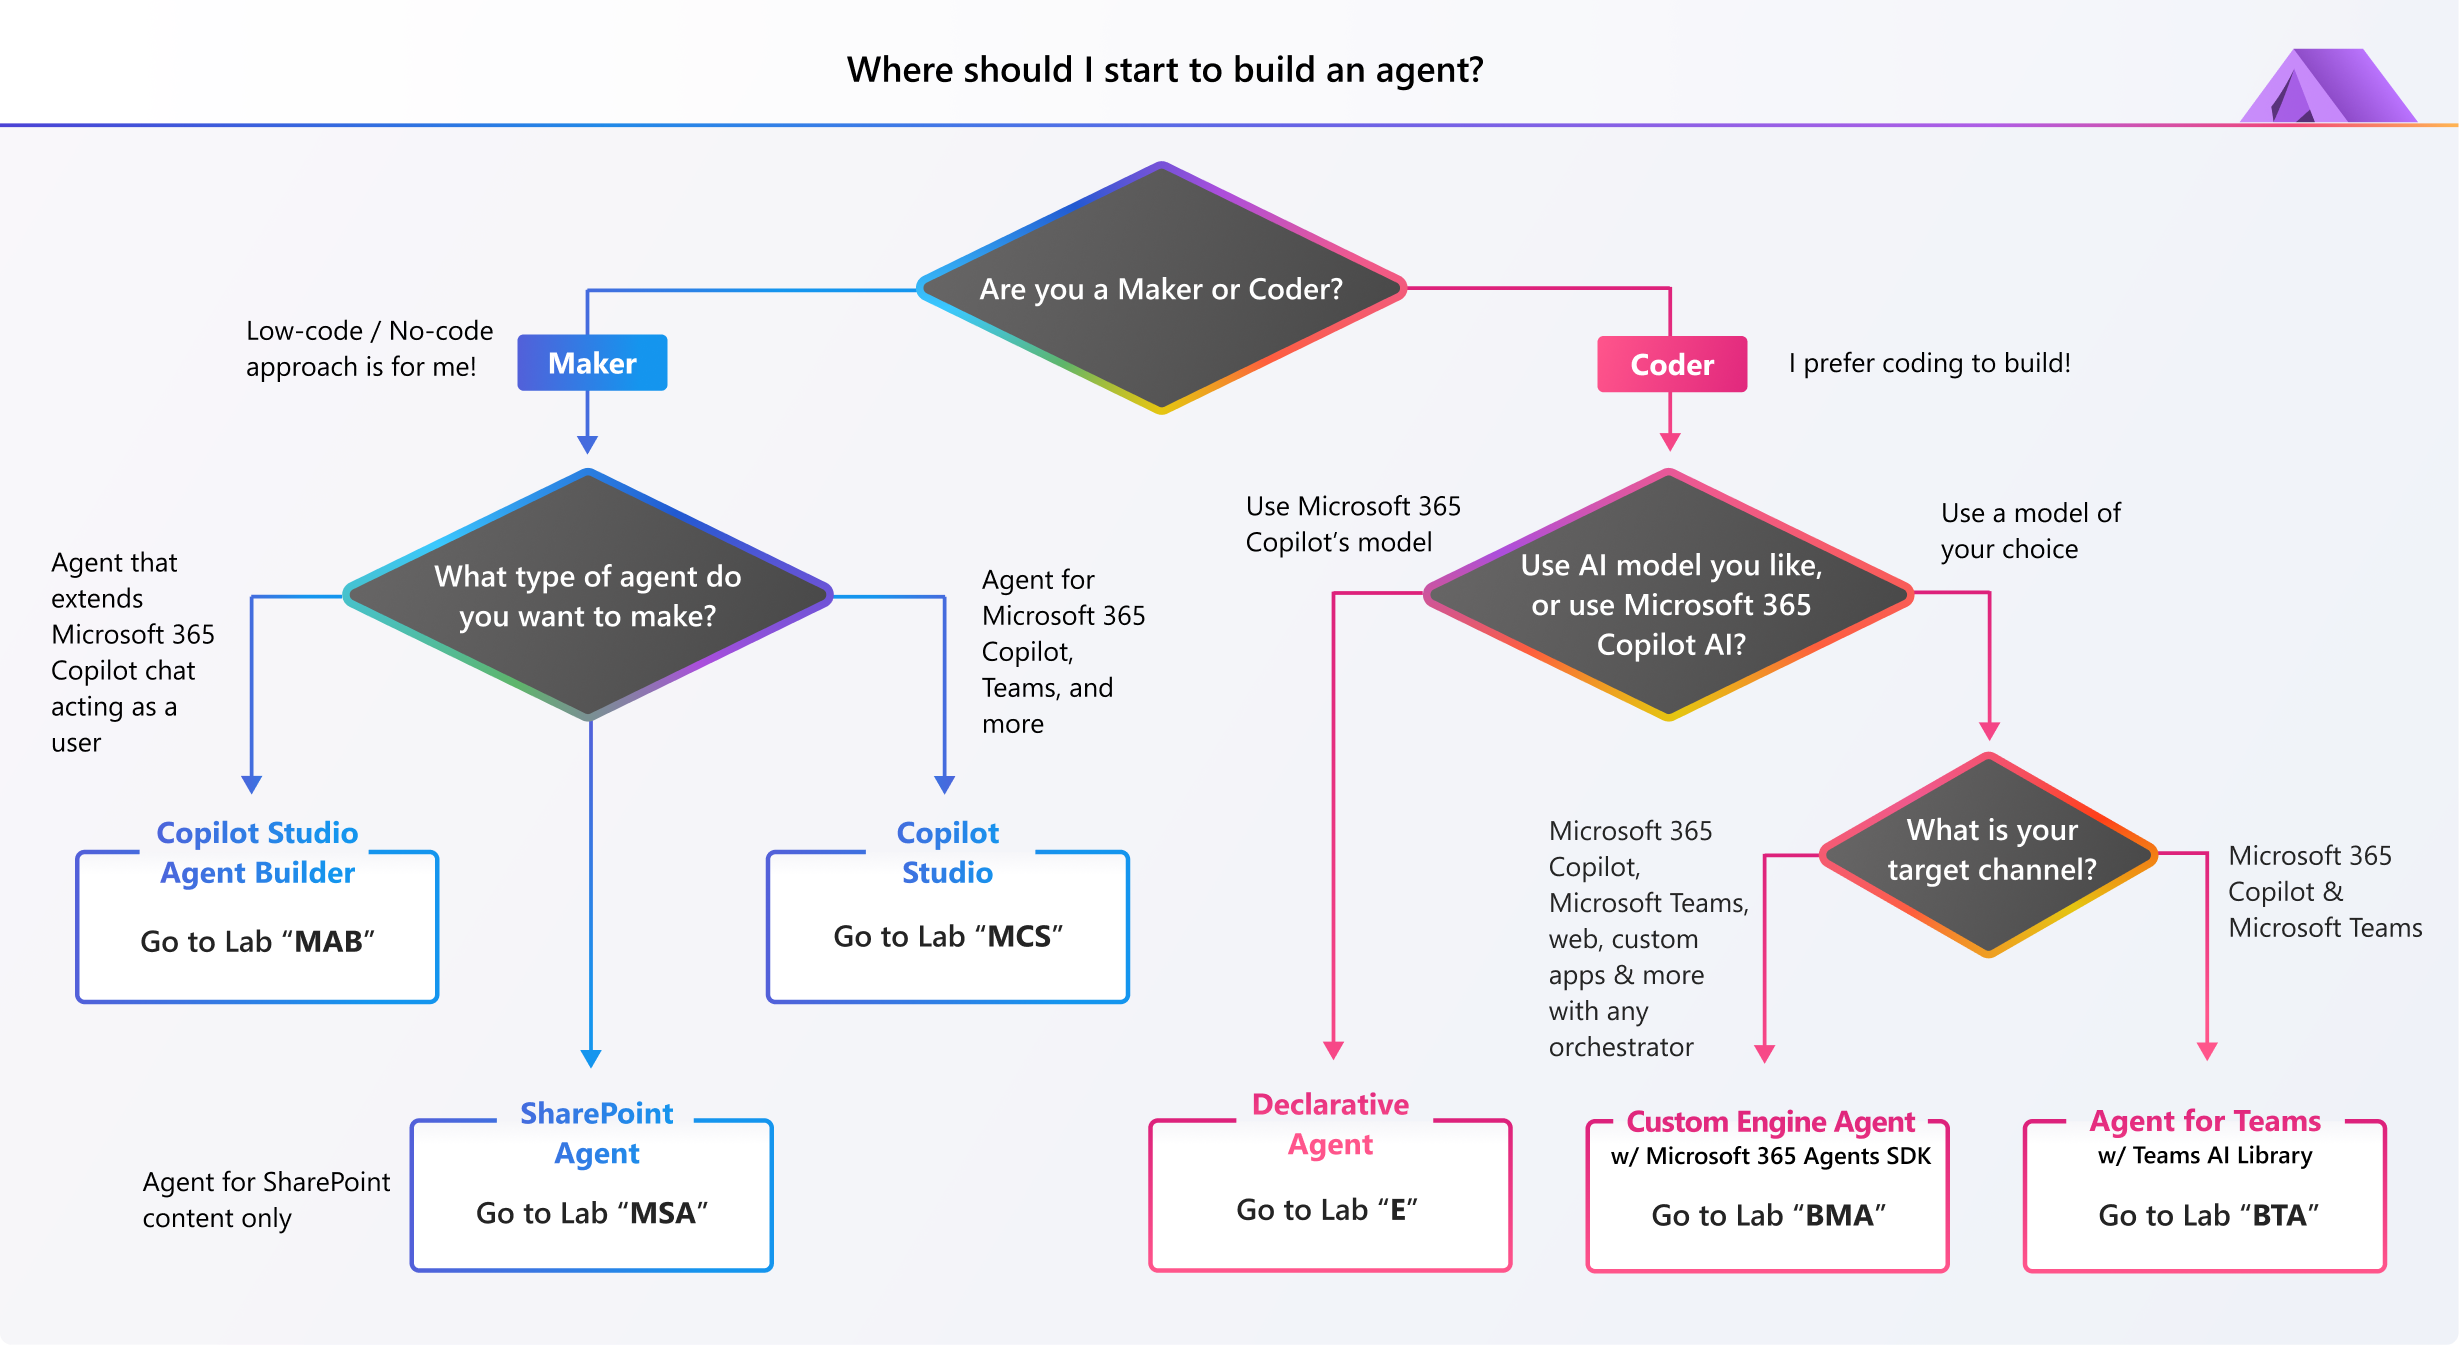 Where should I start to build an agent?
Are you a Maker or Coder?
Low-code / No-code
approach is for me!
Maker
Coder
I prefer coding to build!
What type of agent do
you want to make?
Agent that
extends
Microsoft 365
Copilot chat
acting as a
user
Agent for
Microsoft 365
Copilot,
Teams, and
more
Copilot Studio
Agent Builder
Go to Lab “MAB”
Copilot
Studio
Go to Lab “MCS”
Agent for SharePoint
content only
SharePoint
Agent
Go to Lab “MSA”
Use Microsoft 365
Copilot’s model
Use AI model you like,
or use Microsoft 365
Copilot AI?
Use a model of
your choice
What is your
target channel?
Microsoft 365
Copilot,
Microsoft Teams,
web, custom
apps & more
with any
orchestrator
Microsoft 365
Copilot &
Microsoft Teams
Declarative
Agent
Go to Lab “E”
Custom Engine Agent
w/ Microsoft 365 Agents SDK
Go to Lab “BMA”
Agent for Teams
w/ Teams AI Library
Go to Lab “BTA”